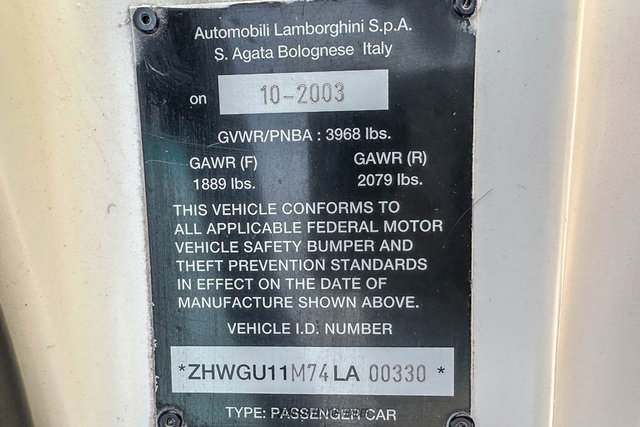 Automobili Lamborghini S.p.A.
S. Agata Bolognese Italy
on 10-2003
GVWR/PNBA : 3968 lbs.
GAWR (F) GAWR (R)
1889 lbs. 2079 lbs.
THIS VEHICLE CONFORMS TO
ALL APPLICABLE FEDERAL MOTOR
VEHICLE SAFETY BUMPER AND
THEFT PREVENTION STANDARDS
IN EFFECT ON THE DATE OF
MANUFACTURE SHOWN ABOVE.
VEHICLE I.D. NUMBER
*ZHWGU11M74LA 00330 *
TYPE: PASSENGER CAR